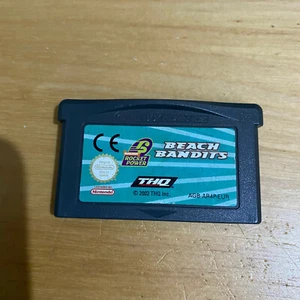 CE
ROCKET
POWER
BEACH
BANDITS
Nintendo
THQ
© 2002 THQ Inc.